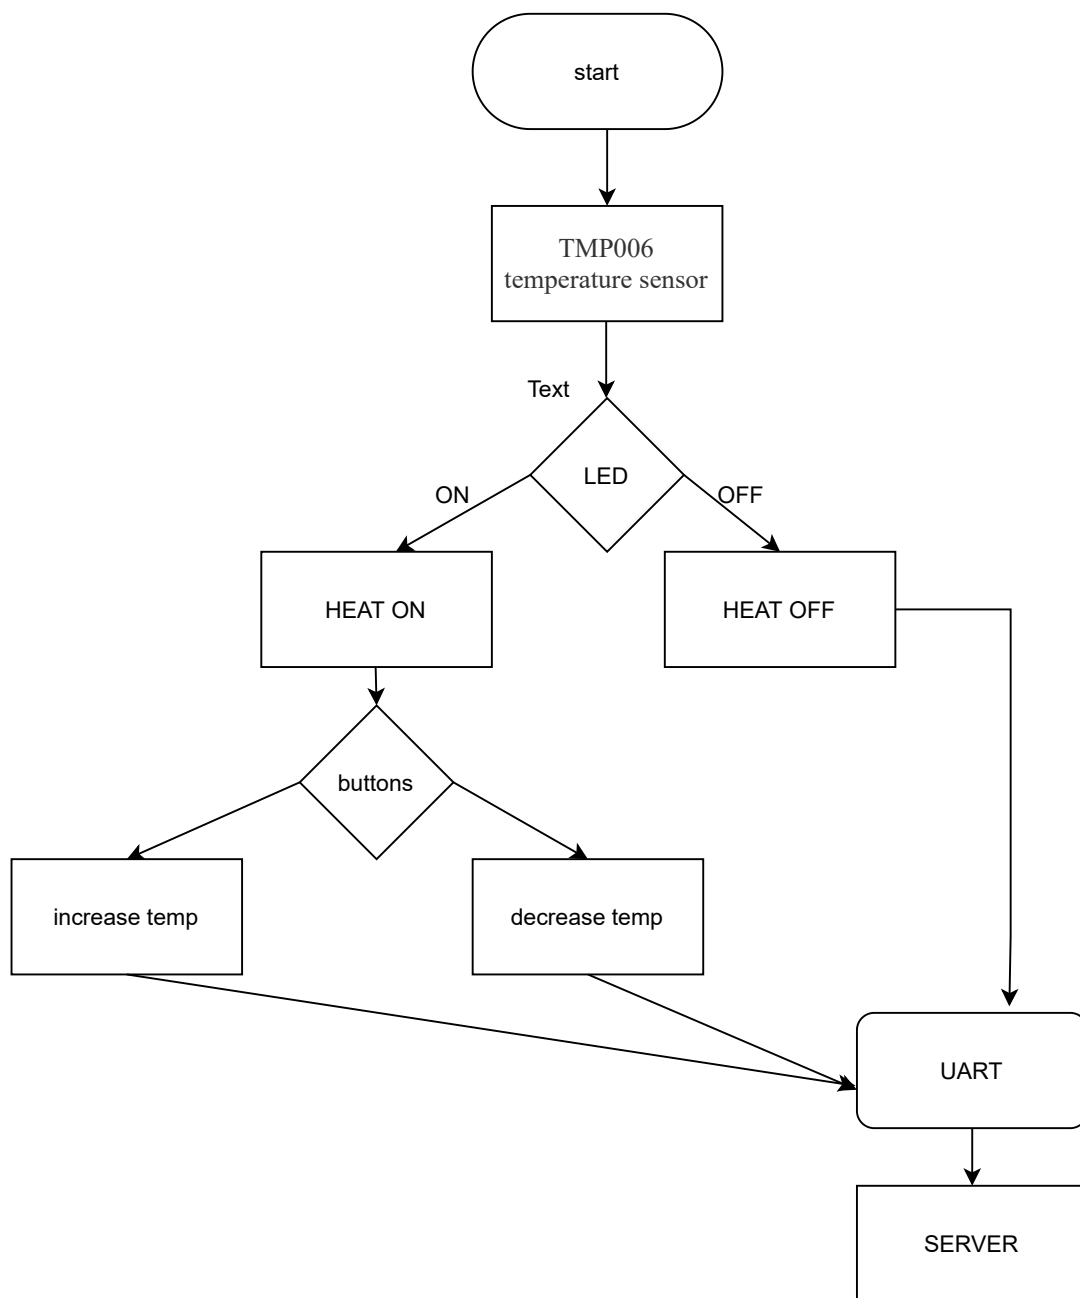 start
TMP006
temperature sensor
Text
LED
ON
OFF
HEAT ON
HEAT OFF
buttons
increase temp
decrease temp
UART
SERVER